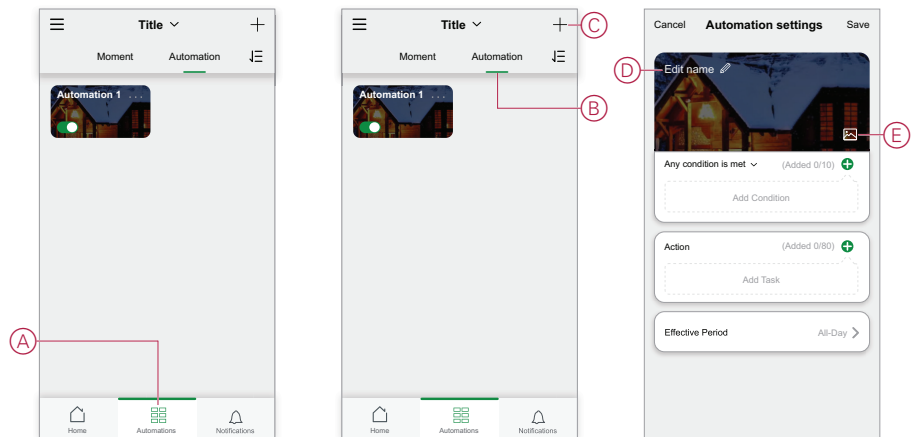 Title
Moment Automation
Automation 1 ...
A
Home Automations Notifications
Title
C
Moment Automation
B
Automation 1 ...
Home Automations Notifications
Cancel Automation settings Save
D Edit name
E
Any condition is met (Added 0/10)
Add Condition
Action (Added 0/80)
Add Task
Effective Period All-Day